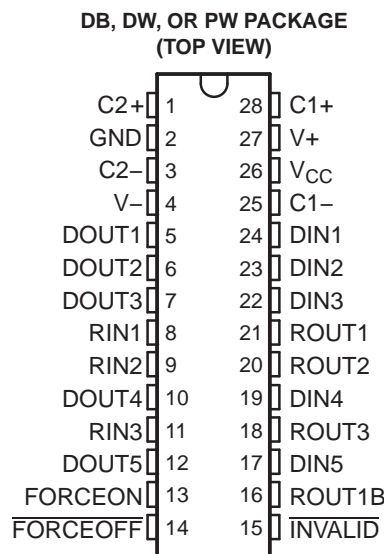 DB, DW, OR PW PACKAGE
(TOP VIEW)
C2+ 1 28 C1+
GND 2 27 V+
C2− 3 26 VCC
V− 4 25 C1−
DOUT1 5 24 DIN1
DOUT2 6 23 DIN2
DOUT3 7 22 DIN3
RIN1 8 21 ROUT1
RIN2 9 20 ROUT2
DOUT4 10 19 DIN4
RIN3 11 18 ROUT3
DOUT5 12 17 DIN5
FORCEON 13 16 ROUT1B
FORCEOFF 14 15 INVALID